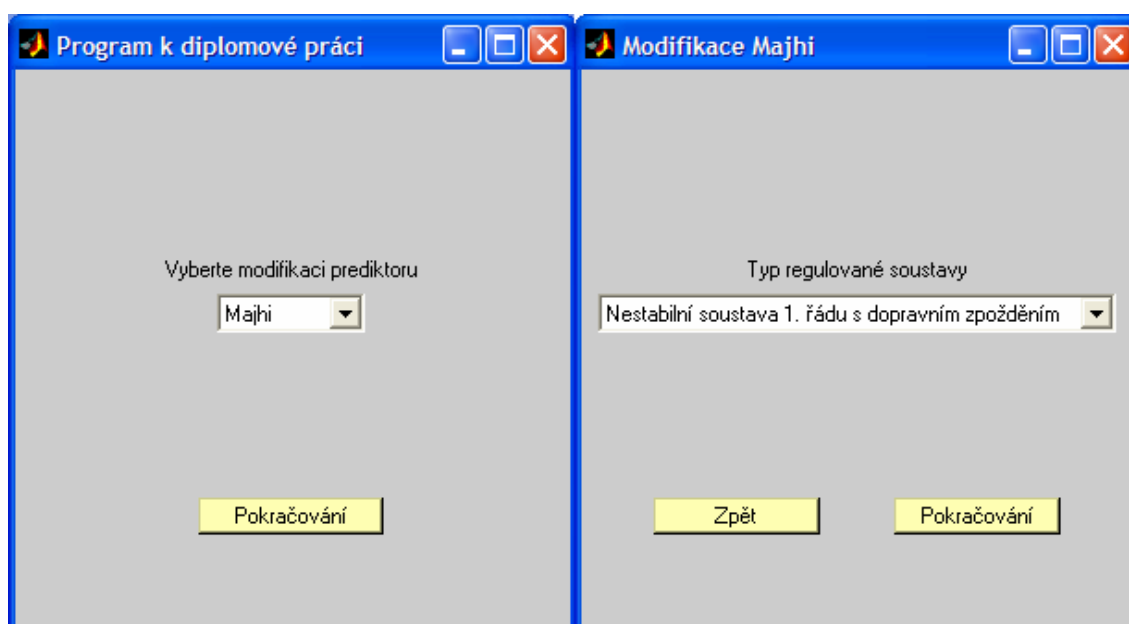 Program k diplomové práci
Vyberte modifikaci prediktoru
Majhi
Pokračování
Modifikace Majhi
Typ regulované soustavy
Nestabilní soustava 1. řádu s dopravním zpožděním
Zpět
Pokračování